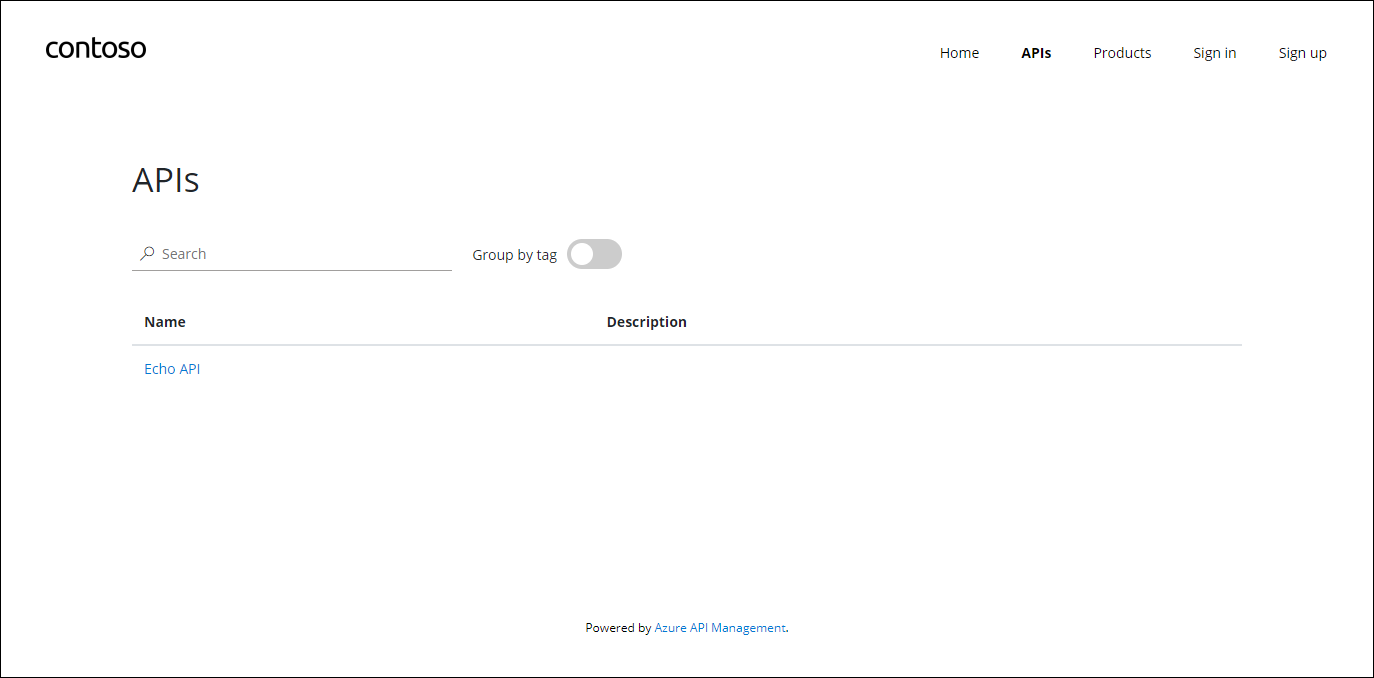 contoso
Home APIs Products Sign in Sign up
APIs
Search Group by tag
Name Description
Echo API
Powered by Azure API Management.